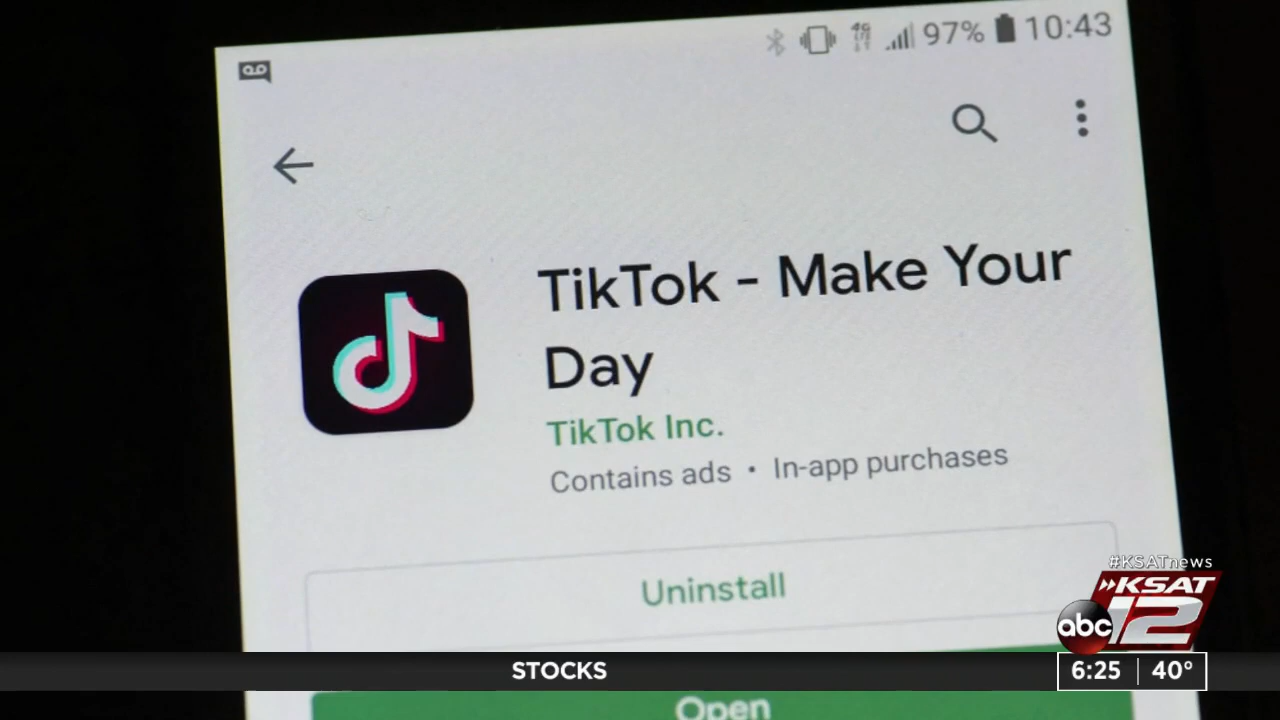 97% 10:43
TikTok - Make Your
Day
TikTok Inc.
Contains ads • In-app purchases
Uninstall
Open
#KSATnews
KSAT
abc 12
STOCKS
6:25 40°